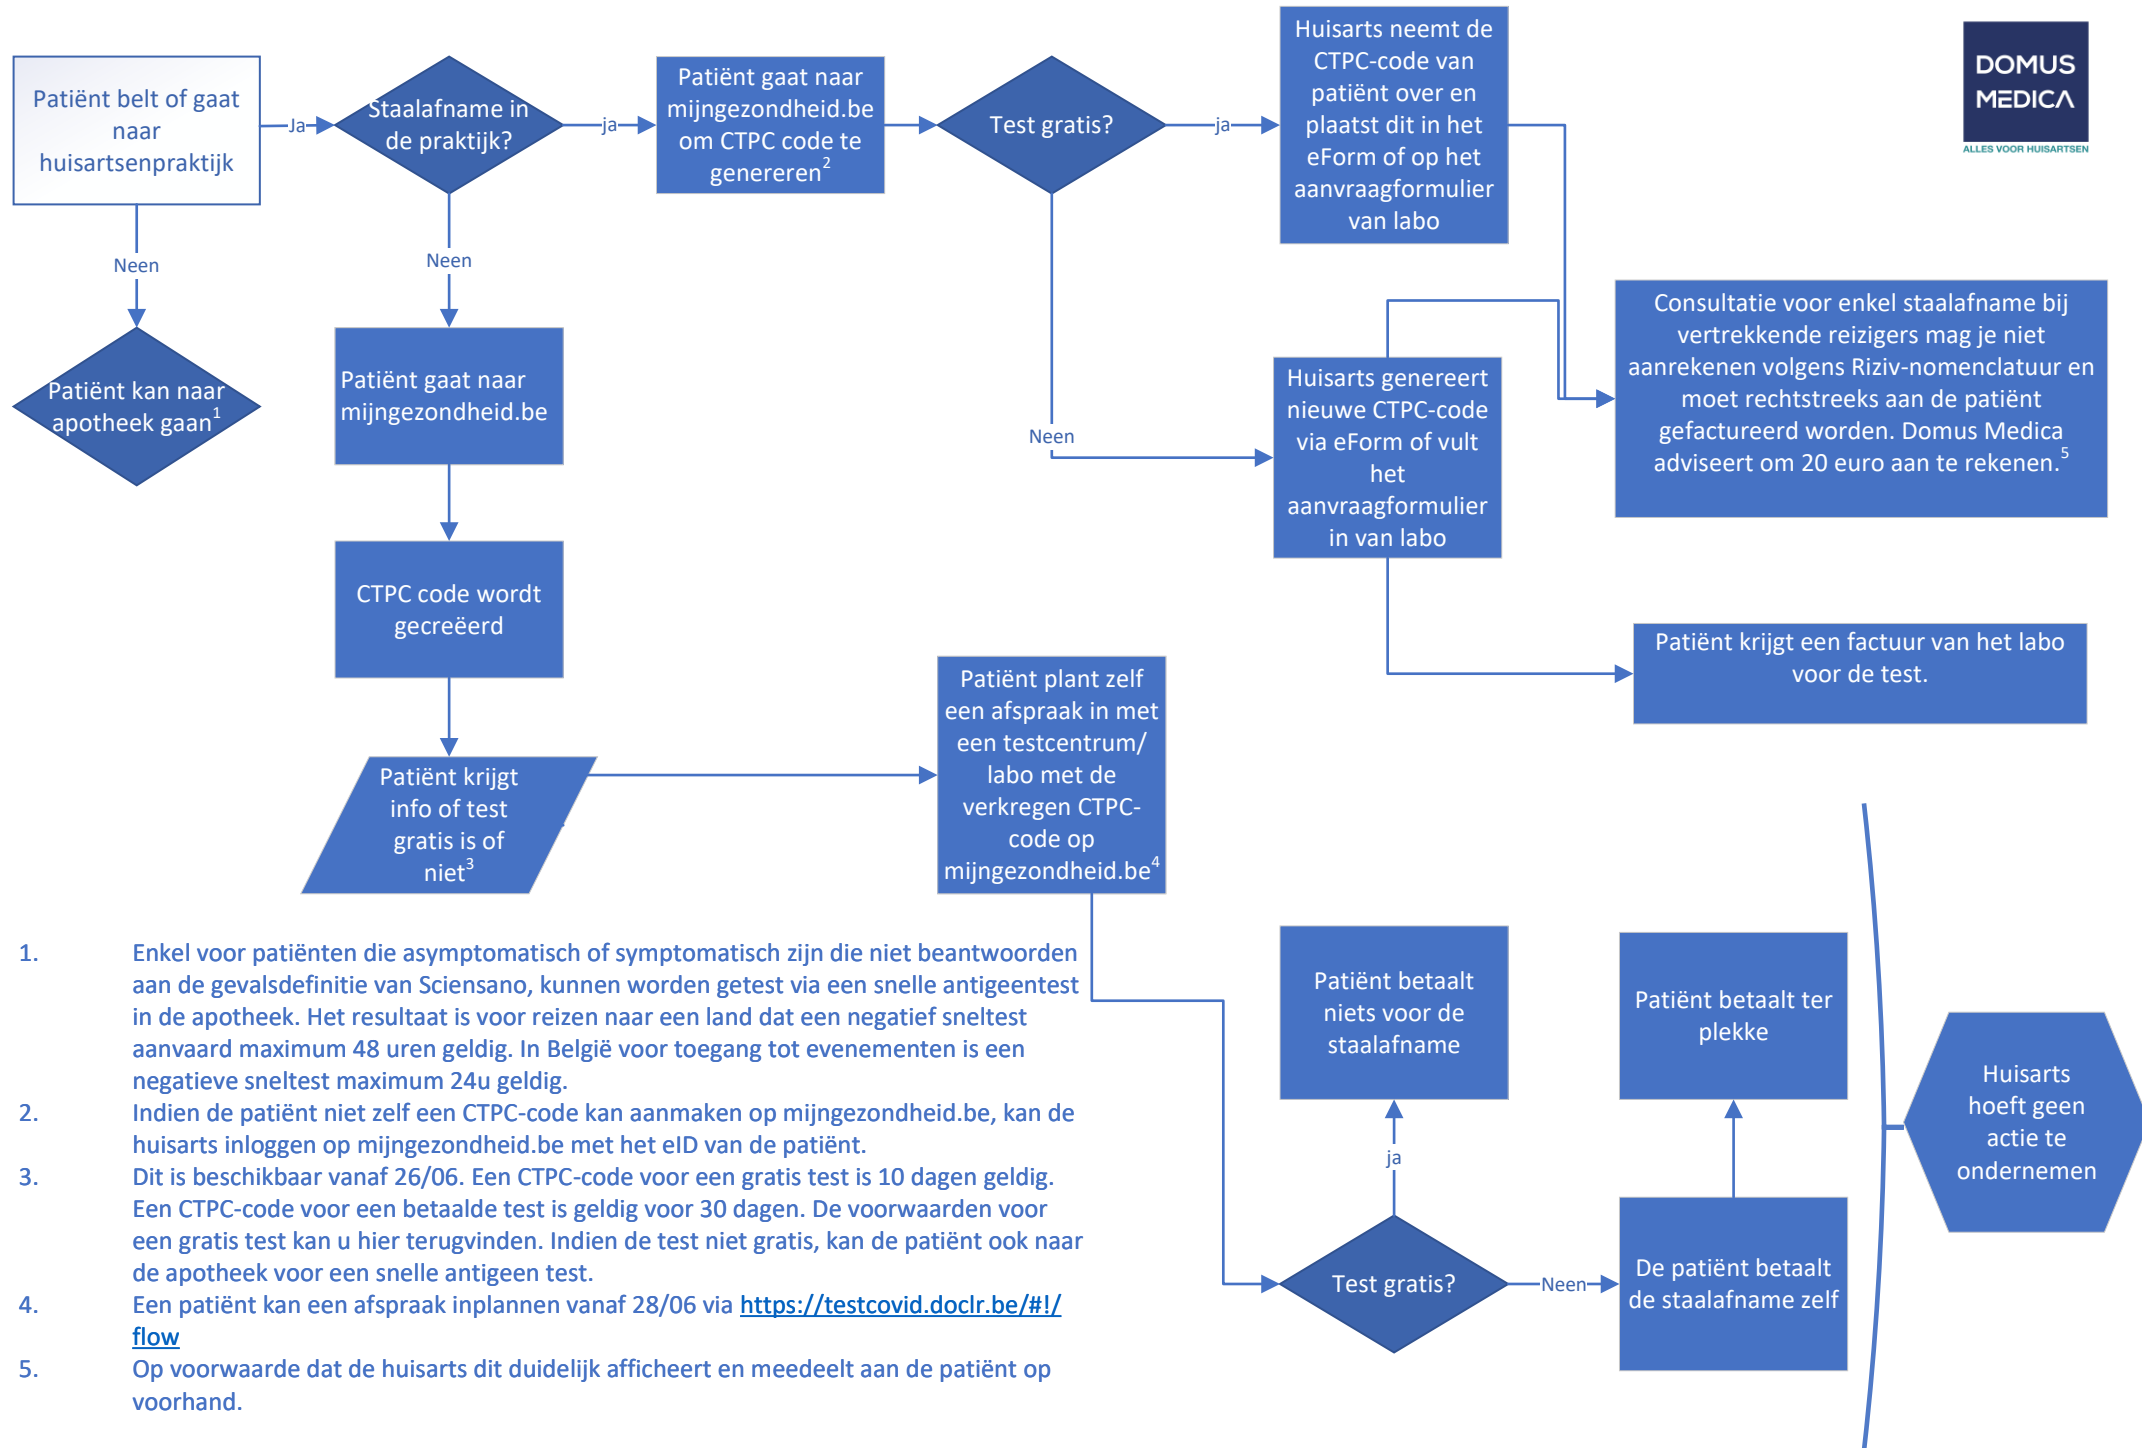 Patiënt belt of gaat
naar
huisartsenpraktijk
Ja
Staalafname in
de praktijk?
ja
Patiënt gaat naar
mijngezondheid.be
om CTPC code te
genereren2
Test gratis?
ja
Huisarts neemt de
CTPC-code van
patiënt over en
plaatst dit in het
eForm of op het
aanvraagformulier
van labo
DOMUS
MEDICA
ALLES VOOR HUISARTSEN
Neen
Patiënt kan naar
apotheek gaan1
Neen
Patiënt gaat naar
mijngezondheid.be
Neen
Huisarts genereert
nieuwe CTPC-code
via eForm of vult
het
aanvraagformulier
in van labo
Consultatie voor enkel staalafname bij
vertrekkende reizigers mag je niet
aanrekenen volgens Riziv-nomenclatuur en
moet rechtstreeks aan de patiënt
gefactureerd worden. Domus Medica
adviseert om 20 euro aan te rekenen.5
CTPC code wordt
gecreëerd
Patiënt krijgt een factuur van het labo
voor de test.
Patiënt krijgt
info of test
gratis is of
niet3
Patiënt plant zelf
een afspraak in met
een testcentrum/
labo met de
verkregen CTPC-
code op
mijngezondheid.be4
Patiënt betaalt
niets voor de
staalafname
Patiënt betaalt ter
plekke
Huisarts
hoeft geen
actie te
ondernemen
ja
Test gratis?
Neen
De patiënt betaalt
de staalafname zelf
1. Enkel voor patiënten die asymptomatisch of symptomatisch zijn die niet beantwoorden
aan de gevalsdefinitie van Sciensano, kunnen worden getest via een snelle antigeentest
in de apotheek. Het resultaat is voor reizen naar een land dat een negatief sneltest
aanvaard maximum 48 uren geldig. In België voor toegang tot evenementen is een
negatieve sneltest maximum 24u geldig.
2. Indien de patiënt niet zelf een CTPC-code kan aanmaken op mijngezondheid.be, kan de
huisarts inloggen op mijngezondheid.be met het eID van de patiënt.
3. Dit is beschikbaar vanaf 26/06. Een CTPC-code voor een gratis test is 10 dagen geldig.
Een CTPC-code voor een betaalde test is geldig voor 30 dagen. De voorwaarden voor
een gratis test kan u hier terugvinden. Indien de test niet gratis, kan de patiënt ook naar
de apotheek voor een snelle antigeen test.
4. Een patiënt kan een afspraak inplannen vanaf 28/06 via https://testcovid.doclr.be/#!/
flow
5. Op voorwaarde dat de huisarts dit duidelijk afficheert en meedeelt aan de patiënt op
voorhand.